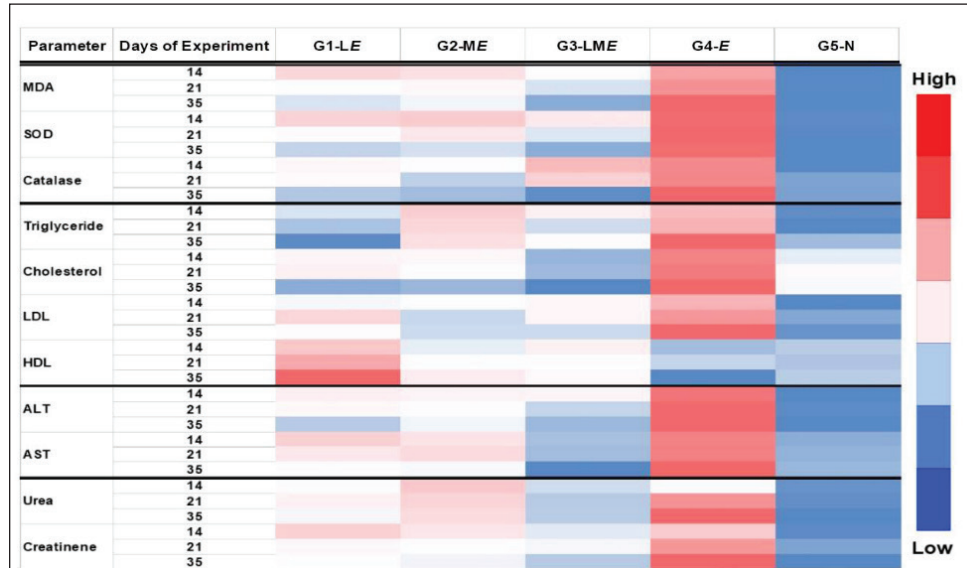 Parameter Days of Experiment G1-LE G2-ME G3-LME G4-E G5-N
High
MDA
14
21
35
SOD
14
21
35
Catalase
14
21
35
Triglyceride
14
21
35
Cholesterol
14
21
35
LDL
14
21
35
HDL
14
21
35
ALT
14
21
35
AST
14
21
35
Urea
14
21
35
Creatinene
14
21
35
Low